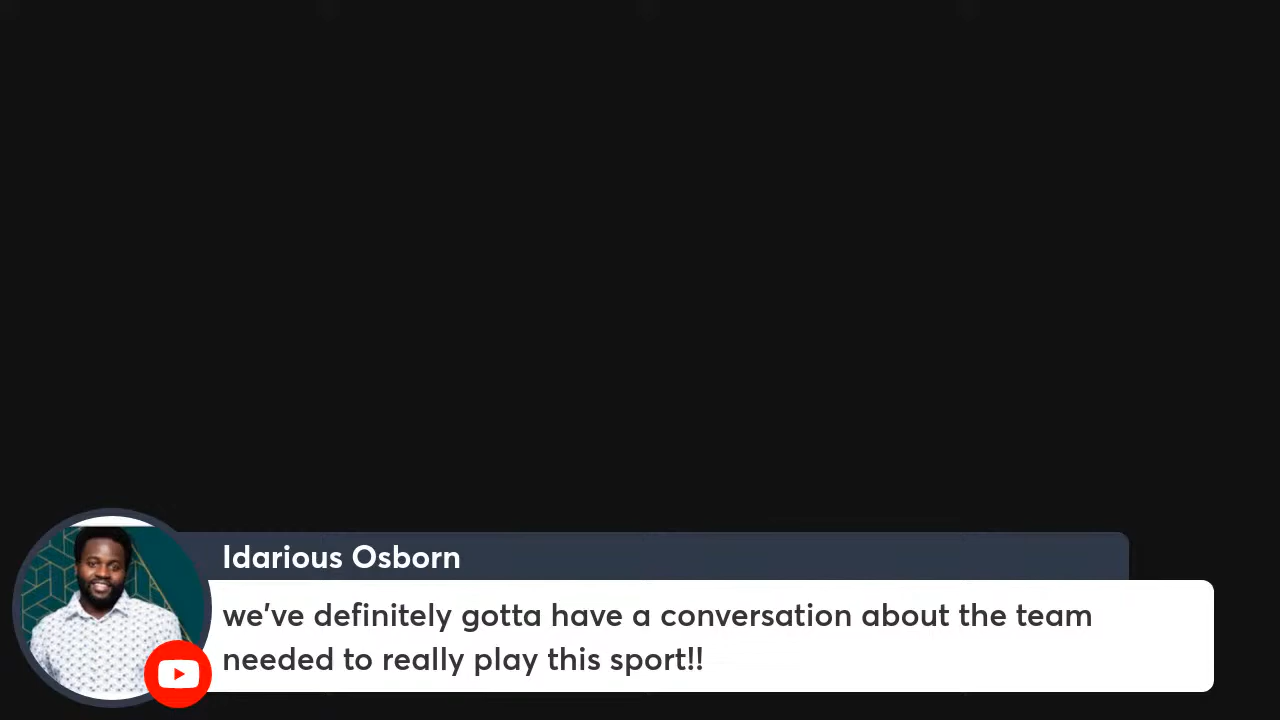 Idarious Osborn
we've definitely gotta have a conversation about the team
needed to really play this sport!!